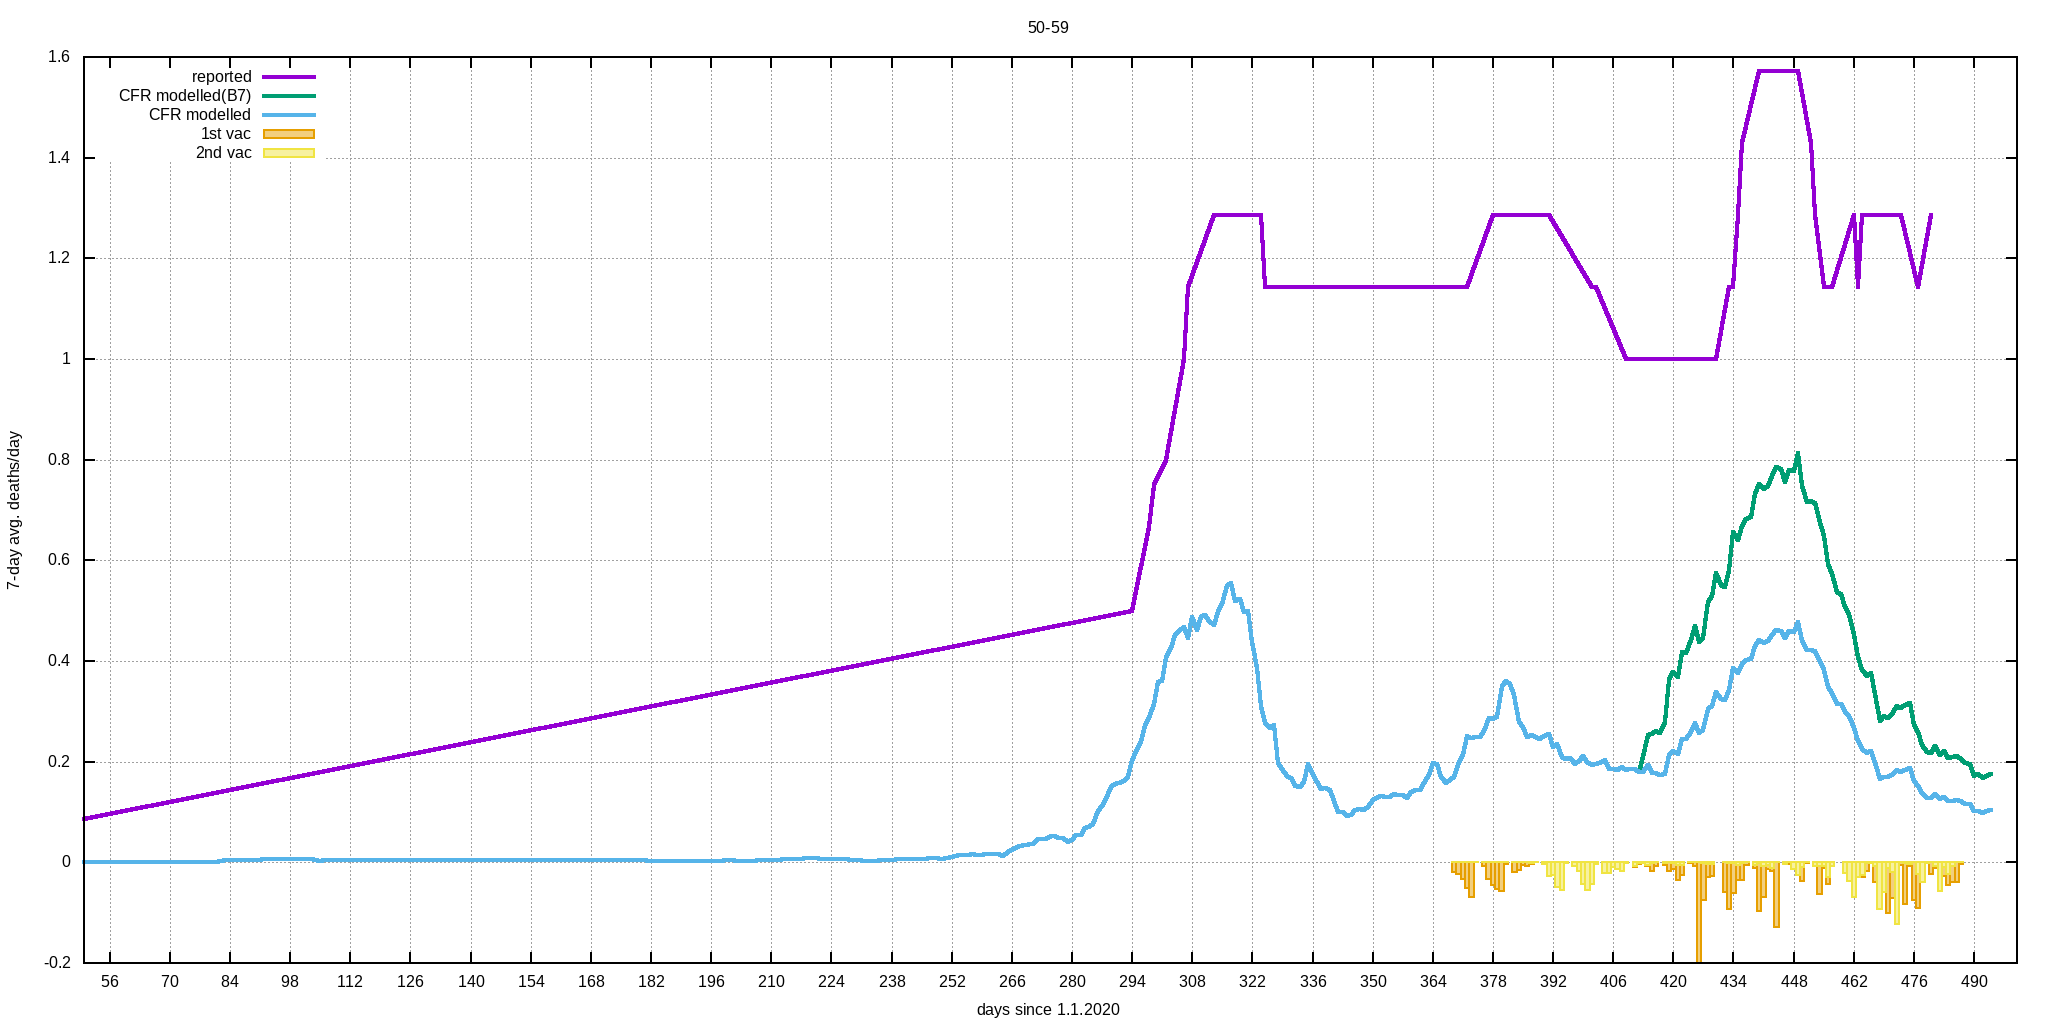 50-59
1.6
1.4
1.2
1
0.8
0.6
0.4
0.2
0
-0.2
7-day avg. deaths/day
reported
CFR modelled(B7)
CFR modelled
1st vac
2nd vac
56 70 84 98 112 126 140 154 168 182 196 210 224 238 252 266 280 294 308 322 336 350 364 378 392 406 420 434 448 462 476 490
days since 1.1.2020